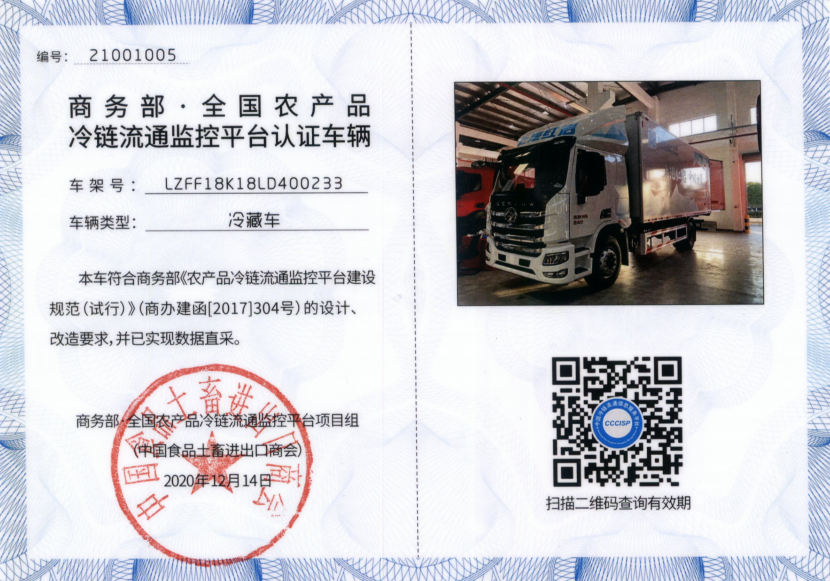 编号： 21001005
商务部·全国农产品
冷链流通监控平台认证车辆
车架号： LZFF18K18LD400233
车辆类型： 冷藏车
本车符合商务部《农产品冷链流通监控平台建设
规范（试行）》（商办建函[2017]304号）的设计、
改造要求，并已实现数据直采。
商务部·全国农产品冷链流通监控平台项目组
（中国食品土畜进出口商会）
2020年12月14日
中国食品土畜进出口商会
CCCISP
扫描二维码查询有效期